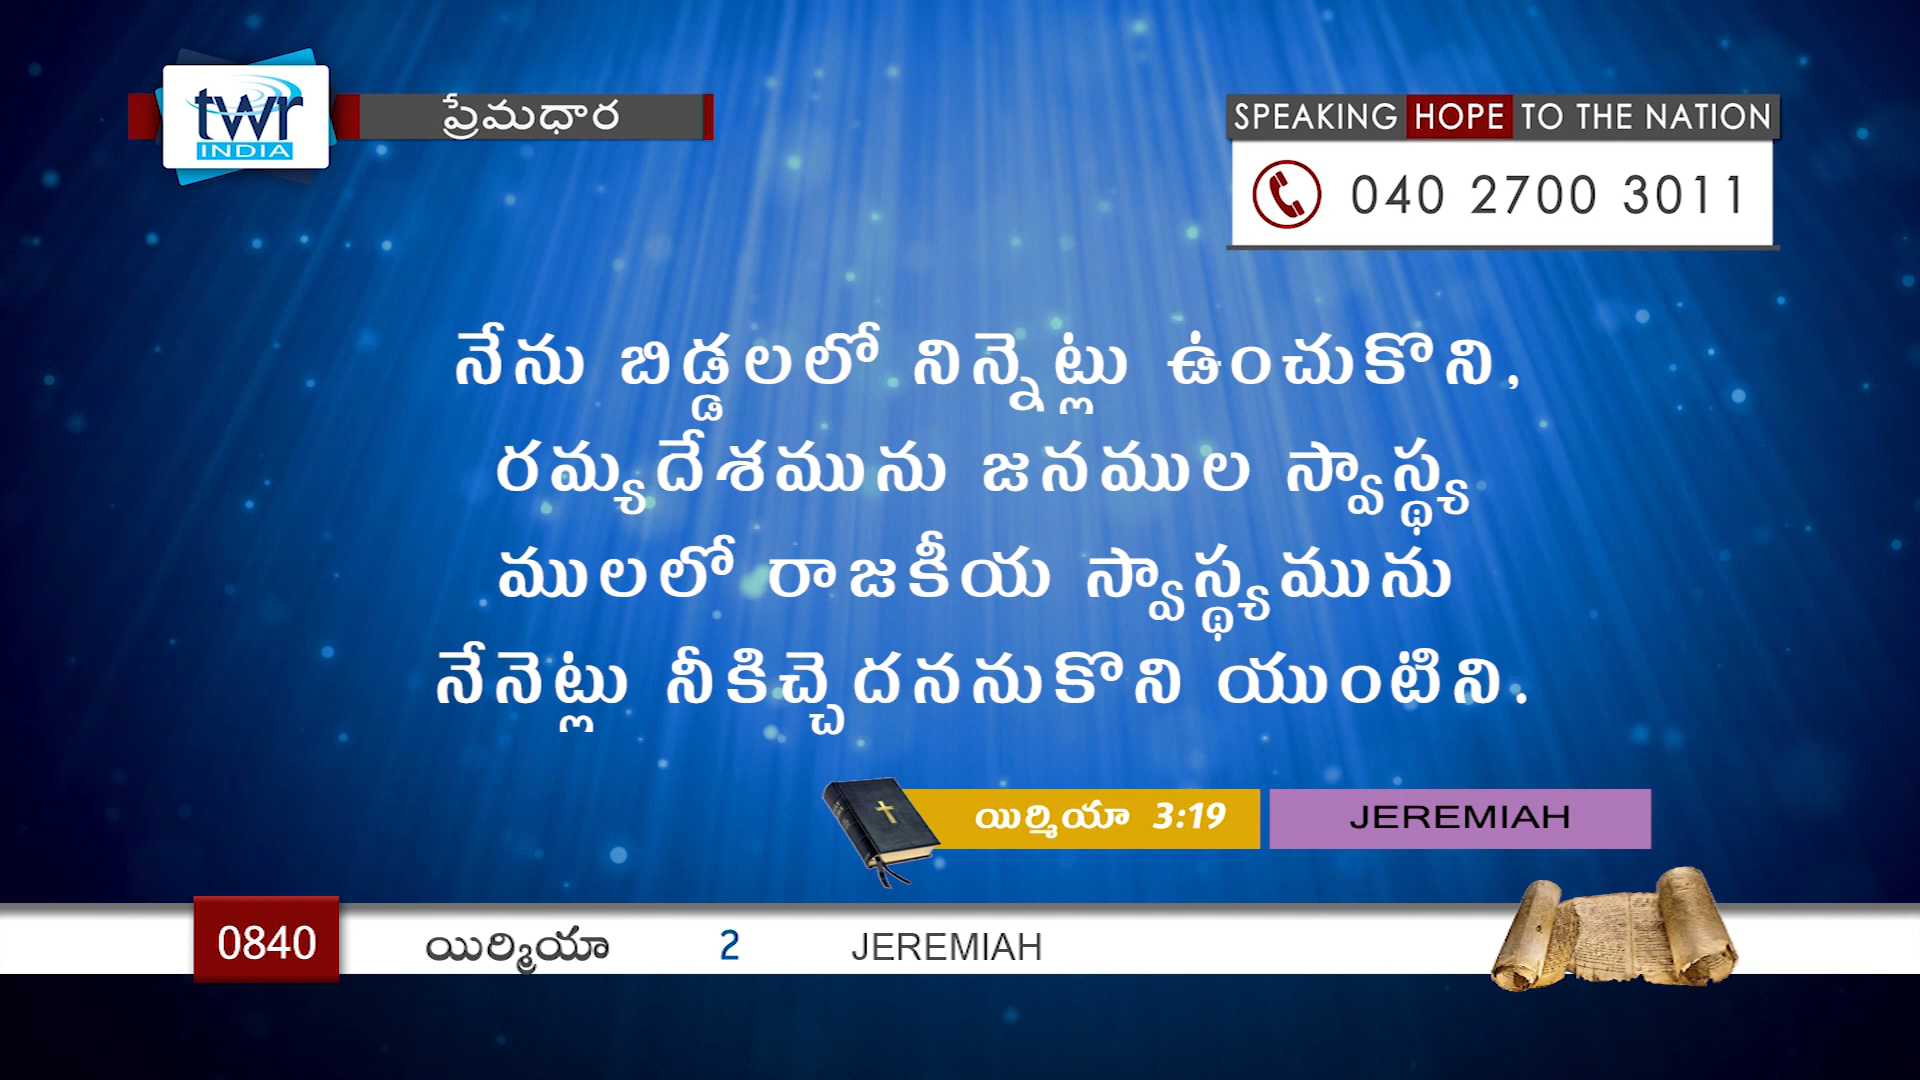 twr
INDIA
ప్రేమధార
SPEAKING HOPE TO THE NATION
040 2700 3011
నేను బిడ్డలలో నిన్నెట్లు ఉంచుకొని,
రమ్యదేశమును జనముల స్వాస్థ్య
ములలో రాజకీయ స్వాస్థ్యమును
నేనెట్లు నీకిచ్చెదననుకొని యుంటిని.
యిర్మియా 3:19
JEREMIAH
0840 యిర్మియా 2 JEREMIAH